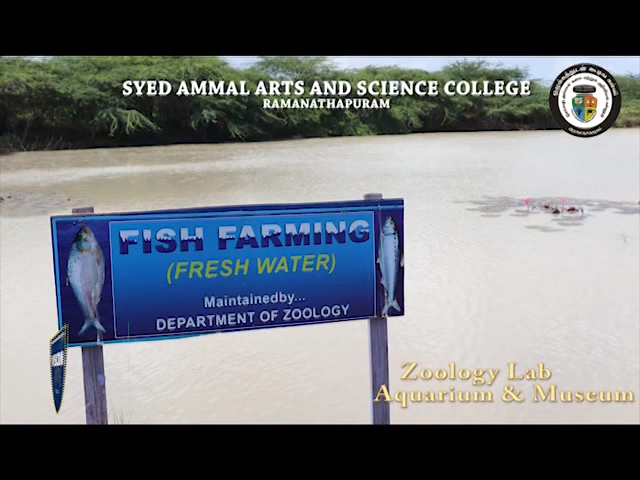 SYED AMMAL ARTS AND SCIENCE COLLEGE
RAMANATHAPURAM
FISH FARMING
(FRESH WATER)
Maintainedby...
DEPARTMENT OF ZOOLOGY
Zoology Lab
Aquarium & Museum